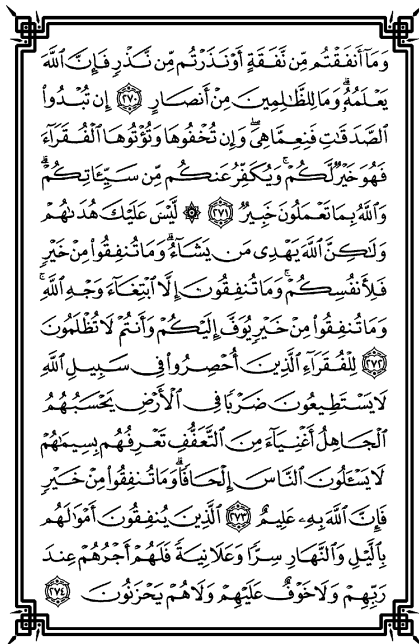 وَمَآ أَنفَقْتُم مِّن نَّفَقَةٍ أَوْ نَذَرْتُم مِّن نَّذْرٍ فَإِنَّ ٱللَّهَ
يَعْلَمُهُۥ ۗ وَمَا لِلظَّـٰلِمِينَ مِنْ أَنصَارٍ ٢٧٠ إِن تُبْدُوا۟
ٱلصَّدَقَـٰتِ فَنِعِمَّا هِىَ ۖ وَإِن تُخْفُوهَا وَتُؤْتُوهَا ٱلْفُقَرَآءَ
فَهُوَ خَيْرٌ لَّكُمْ ۚ وَيُكَفِّرُ عَنكُم مِّن سَيِّـَٔاتِكُمْ ۗ
وَٱللَّهُ بِمَا تَعْمَلُونَ خَبِيرٌ ٢٧١ ۞ لَّيْسَ عَلَيْكَ هُدَىٰهُمْ
وَلَـٰكِنَّ ٱللَّهَ يَهْدِى مَن يَشَآءُ ۗ وَمَا تُنفِقُوا۟ مِنْ خَيْرٍ
فَلِأَنفُسِكُمْ ۚ وَمَا تُنفِقُونَ إِلَّا ٱبْتِغَآءَ وَجْهِ ٱللَّهِ ۚ
وَمَا تُنفِقُوا۟ مِنْ خَيْرٍ يُوَفَّ إِلَيْكُمْ وَأَنتُمْ لَا تُظْلَمُونَ
٢٧٢ لِلْفُقَرَآءِ ٱلَّذِينَ أُحْصِرُوا۟ فِى سَبِيلِ ٱللَّهِ
لَا يَسْتَطِيعُونَ ضَرْبًا فِى ٱلْأَرْضِ يَحْسَبُهُمُ
ٱلْجَاهِلُ أَغْنِيَآءَ مِنَ ٱلتَّعَفُّفِ تَعْرِفُهُم بِسِيمَـٰهُمْ
لَا يَسْـَٔلُونَ ٱلنَّاسَ إِلْحَافًا ۗ وَمَا تُنفِقُوا۟ مِنْ خَيْرٍ
فَإِنَّ ٱللَّهَ بِهِۦ عَلِيمٌ ٢٧٣ ٱلَّذِينَ يُنفِقُونَ أَمْوَٰلَهُم
بِٱلَّيْلِ وَٱلنَّهَارِ سِرًّا وَعَلَانِيَةً فَلَهُمْ أَجْرُهُمْ عِندَ
رَبِّهِمْ وَلَا خَوْفٌ عَلَيْهِمْ وَلَا هُمْ يَحْزَنُونَ ٢٧٤